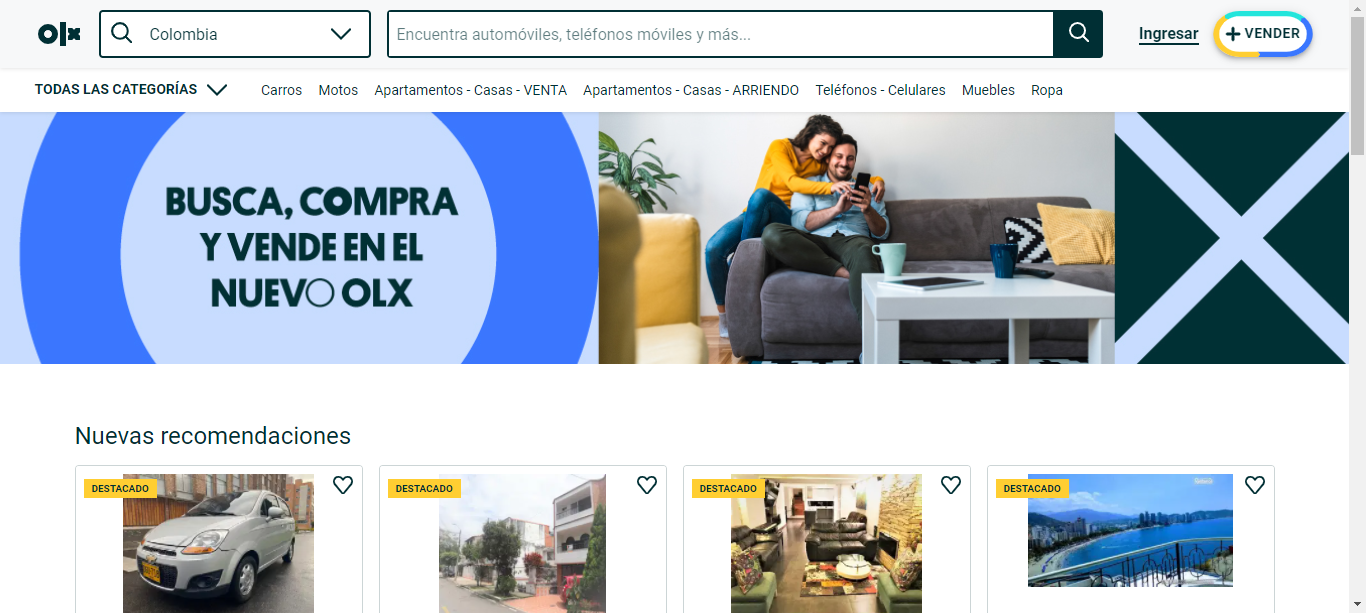 olx
Colombia
Encuentra automóviles, teléfonos móviles y más...
Ingresar
+ VENDER
TODAS LAS CATEGORÍAS
Carros
Motos
Apartamentos - Casas - VENTA
Apartamentos - Casas - ARRIENDO
Teléfonos - Celulares
Muebles
Ropa
BUSCA, COMPRA
Y VENDE EN EL
NUEVO OLX
Nuevas recomendaciones
DESTACADO
DESTACADO
DESTACADO
DESTACADO